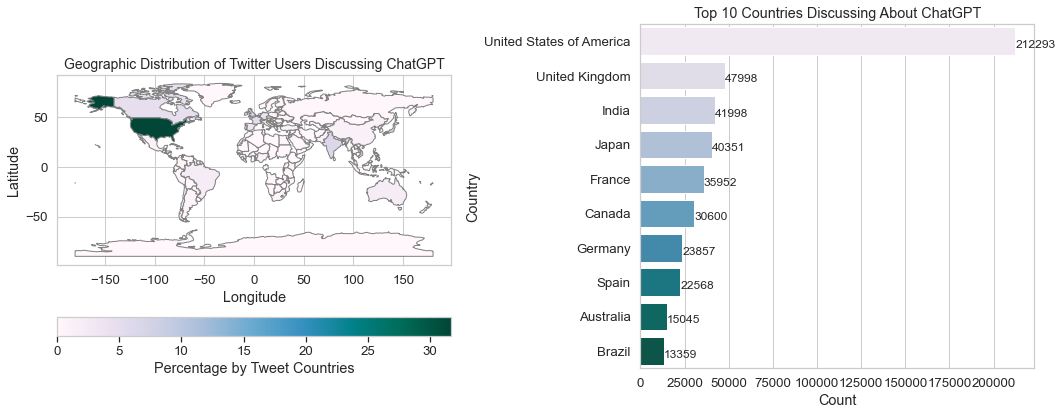 Geographic Distribution of Twitter Users Discussing ChatGPT
Latitude
50
0
−50
−150
−100
−50
0
50
100
150
Longitude
0
5
10
15
20
25
30
Percentage by Tweet Countries
Top 10 Countries Discussing About ChatGPT
Country
United States of America
212293
United Kingdom
47998
India
41998
Japan
40351
France
35952
Canada
30600
Germany
23857
Spain
22568
Australia
15045
Brazil
13359
0
25000
50000
75000
100000
125000
150000
175000
200000
Count